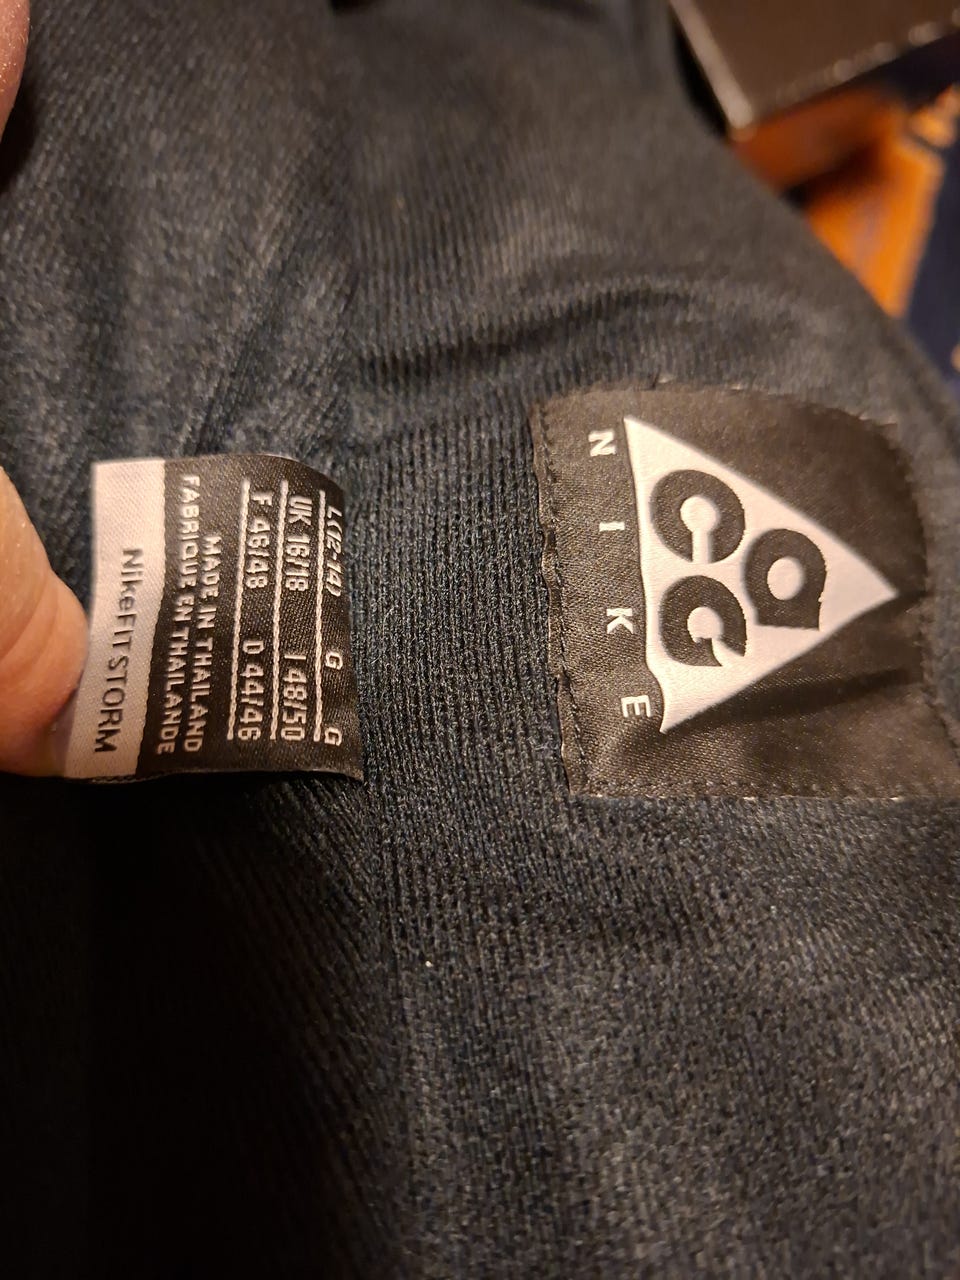 L (12-14) G G
UK 16/18 I 48/50
F 46/48 D 44/46
MADE IN THAILAND
FABRIQUE EN THAILANDE
NIKEFIT STORM
NIKE
aCG